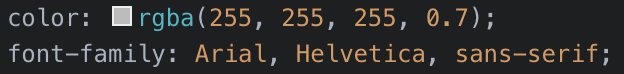 color: rgba(255, 255, 255, 0.7);
font-family: Arial, Helvetica, sans-serif;